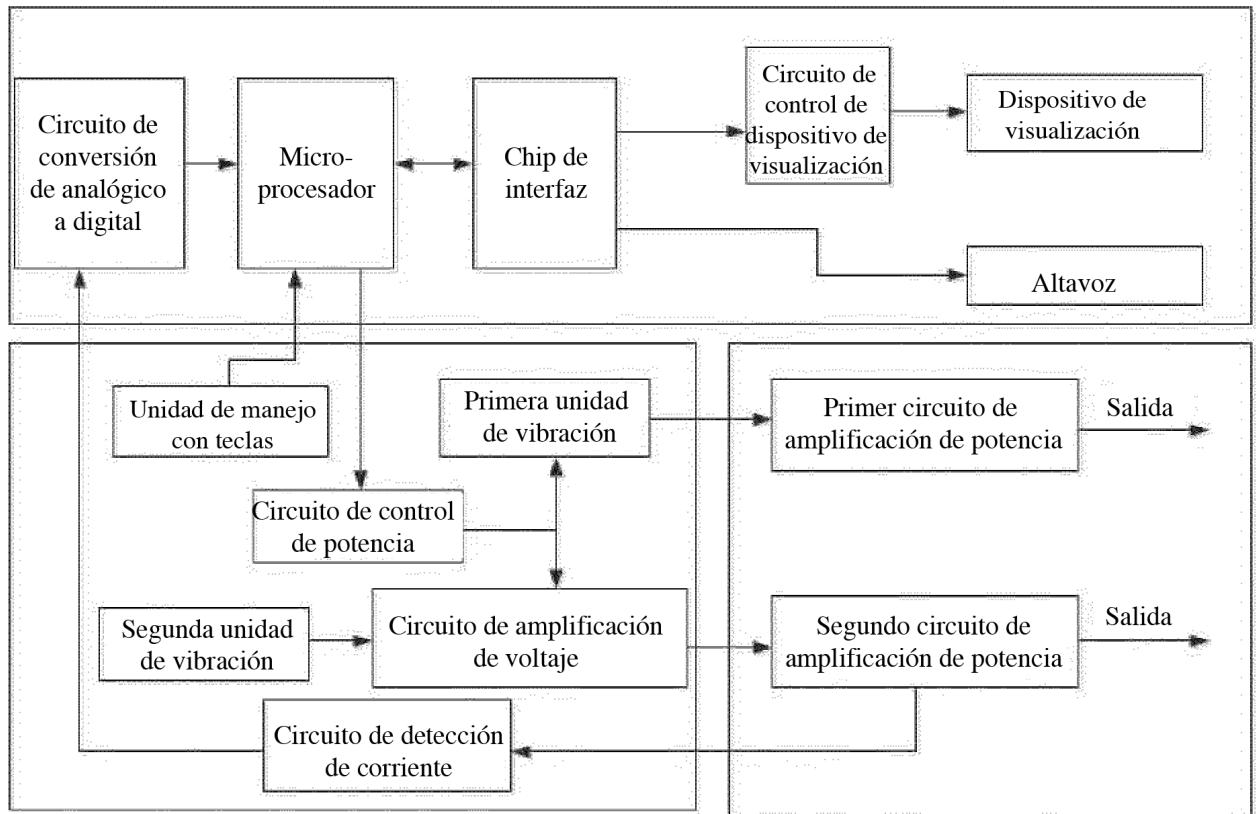 Circuito de
conversión
de analógico
a digital
Micro-
procesador
Chip de
interfaz
Circuito de
control de
dispositivo de
visualización
Dispositivo de
visualización
Altavoz
Unidad de manejo
con teclas
Primera unidad
de vibración
Primer circuito de
amplificación de potencia
Salida
Circuito de control
de potencia
Segunda unidad
de vibración
Circuito de amplificación
de voltaje
Segundo circuito de
amplificación de potencia
Salida
Circuito de detección
de corriente